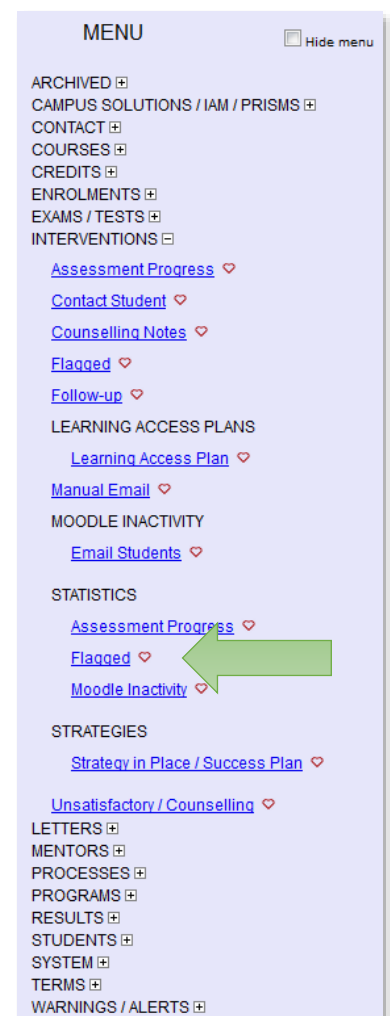 MENU
Hide menu
ARCHIVED
CAMPUS SOLUTIONS / IAM / PRISMS
CONTACT
COURSES
CREDITS
ENROLMENTS
EXAMS / TESTS
INTERVENTIONS
Assessment Progress
Contact Student
Counselling Notes
Flagged
Follow-up
LEARNING ACCESS PLANS
Learning Access Plan
Manual Email
MOODLE INACTIVITY
Email Students
STATISTICS
Assessment Progress
Flagged
Moodle Inactivity
STRATEGIES
Strategy in Place / Success Plan
Unsatisfactory / Counselling
LETTERS
MENTORS
PROCESSES
PROGRAMS
RESULTS
STUDENTS
SYSTEM
TERMS
WARNINGS / ALERTS